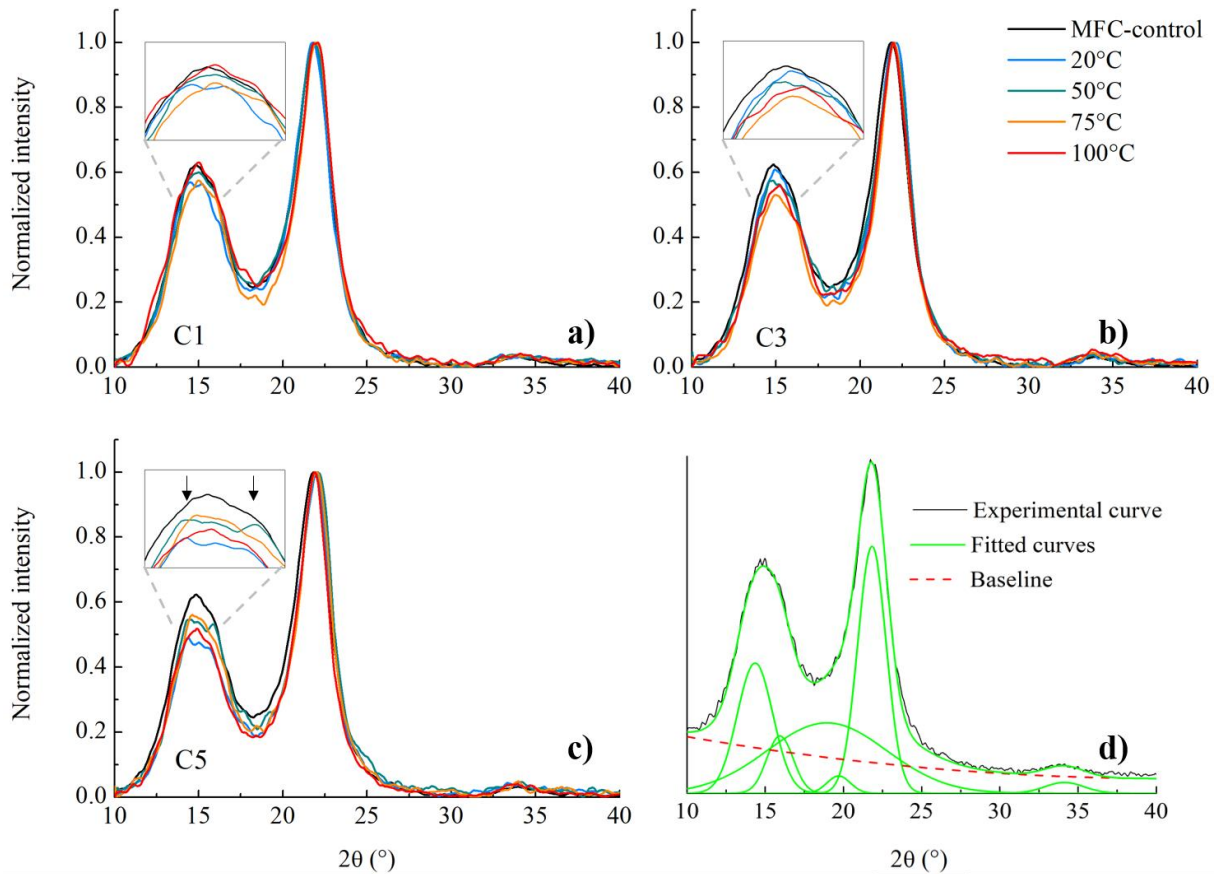 Normalized intensity
1.0
0.8
0.6
0.4
0.2
0.0
C1
a)
10 15 20 25 30 35 40
1.0
0.8
0.6
0.4
0.2
0.0
C3
b)
10 15 20 25 30 35 40
MFC-control
20°C
50°C
75°C
100°C
Normalized intensity
1.0
0.8
0.6
0.4
0.2
0.0
C5
c)
10 15 20 25 30 35 40
2θ (°)
Experimental curve
Fitted curves
Baseline
d)
10 15 20 25 30 35 40
2θ (°)